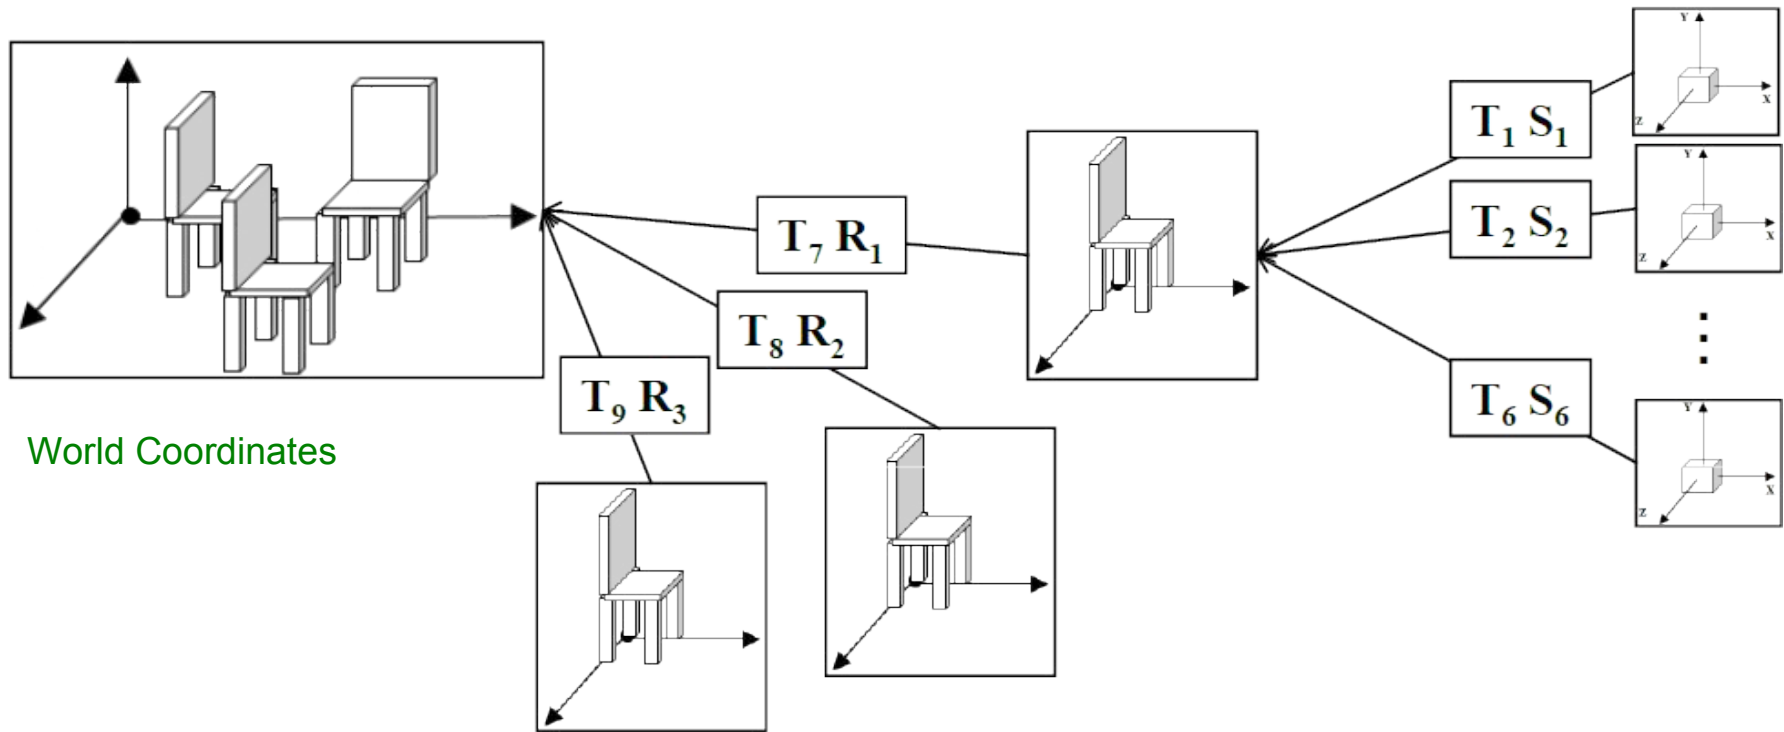 Y
X
Z
T₁ S₁
Y
X
Z
T₂ S₂
T₇ R₁
T₈ R₂
T₉ R₃
T₆ S₆
Y
X
Z
World Coordinates